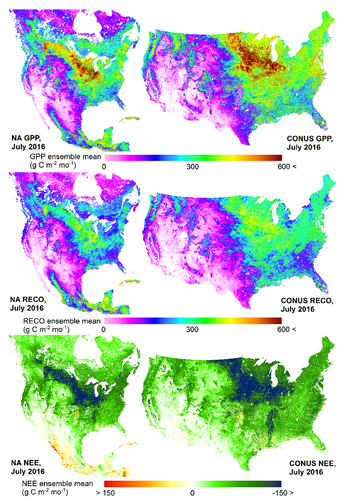 NA GPP,
July 2016
CONUS GPP,
July 2016
GPP ensemble mean
(g C m⁻² mo⁻¹)
0
300
600 <
NA RECO,
July 2016
CONUS RECO,
July 2016
RECO ensemble mean
(g C m⁻² mo⁻¹)
0
300
600 <
NA NEE,
July 2016
CONUS NEE,
July 2016
NEE ensemble mean
(g C m⁻² mo⁻¹)
> 150
0
-150 >